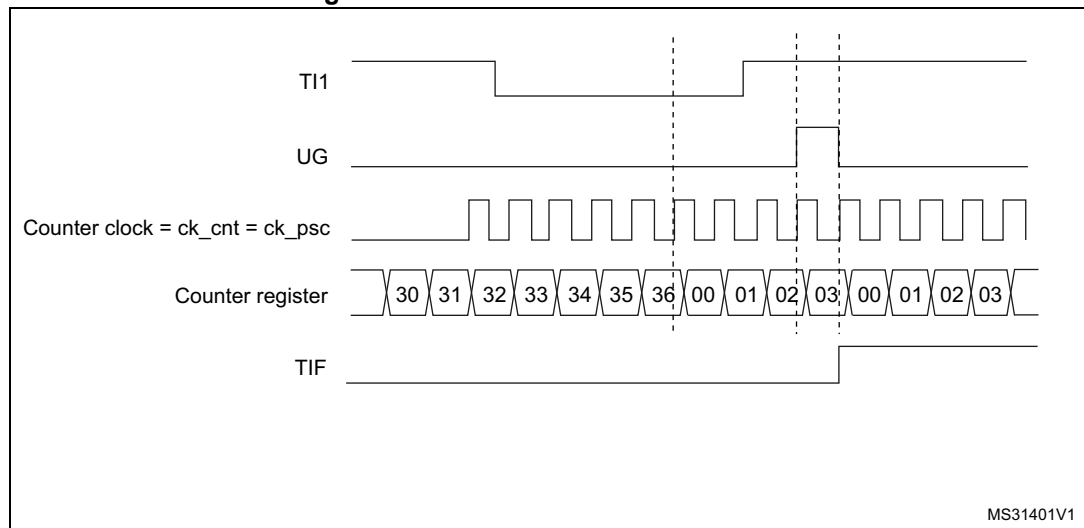 TI1
UG
Counter clock = ck_cnt = ck_psc
Counter register 30 31 32 33 34 35 36 00 01 02 03 00 01 02 03
TIF
MS31401V1